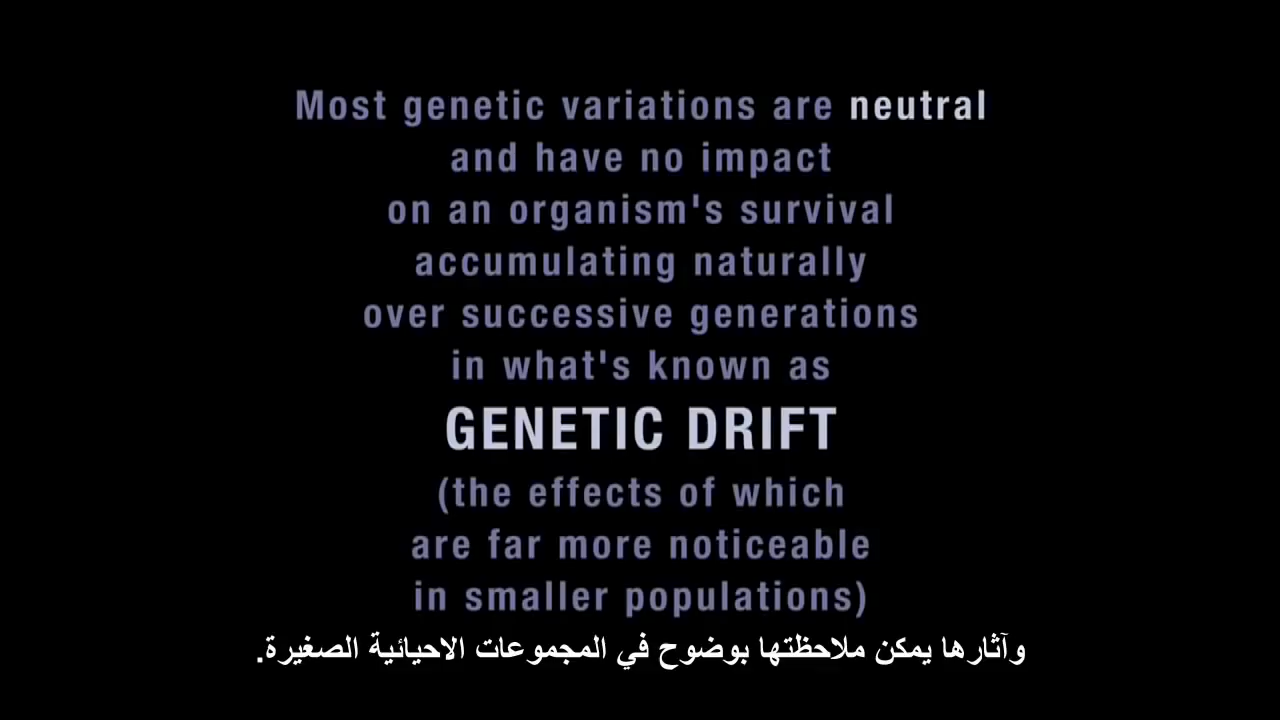 Most genetic variations are neutral
and have no impact
on an organism's survival
accumulating naturally
over successive generations
in what's known as
GENETIC DRIFT
(the effects of which
are far more noticeable
in smaller populations)
وآثارها يمكن ملاحظتها بوضوح في المجموعات الاحيائية الصغيرة.